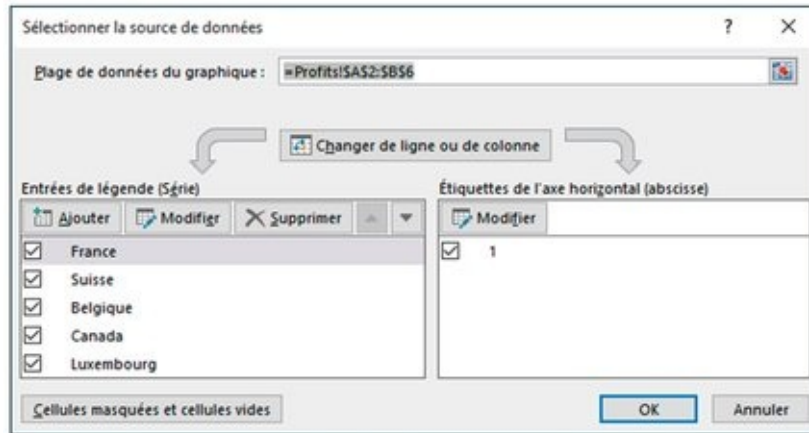 Sélectionner la source de données ? ×
Plage de données du graphique : =Profits!$A$2:$B$6
Changer de ligne ou de colonne
Entrées de légende (Série)
Ajouter Modifier Supprimer
France
Suisse
Belgique
Canada
Luxembourg
Étiquettes de l'axe horizontal (abscisse)
Modifier
1
Cellules masquées et cellules vides
OK Annuler